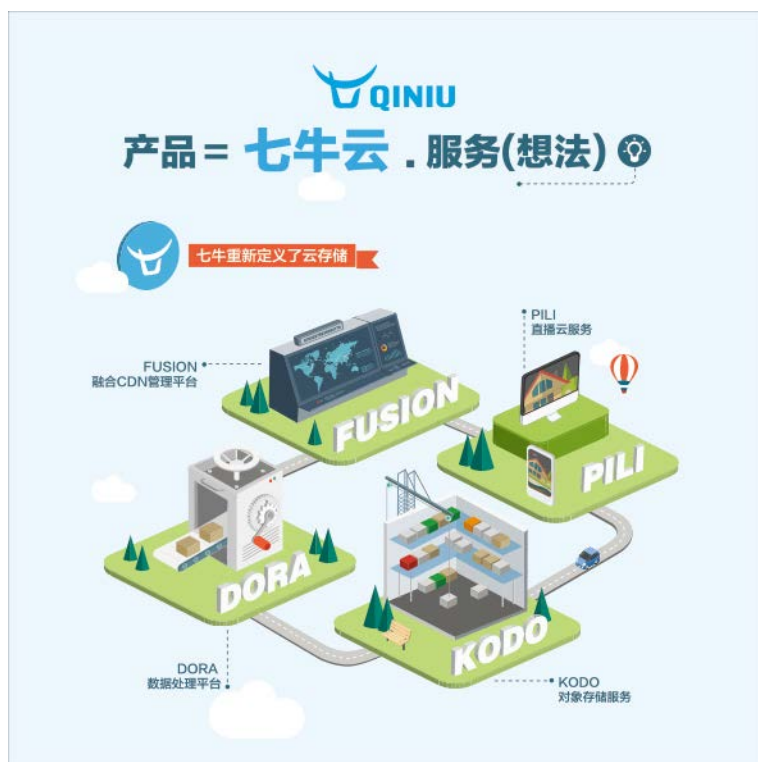 QINIU
产品 = 七牛云 . 服务(想法)
七牛重新定义了云存储
PILI
直播云服务
FUSION
融合CDN管理平台
FUSION
PILI
DORA
KODO
DORA
数据处理平台
KODO
对象存储服务